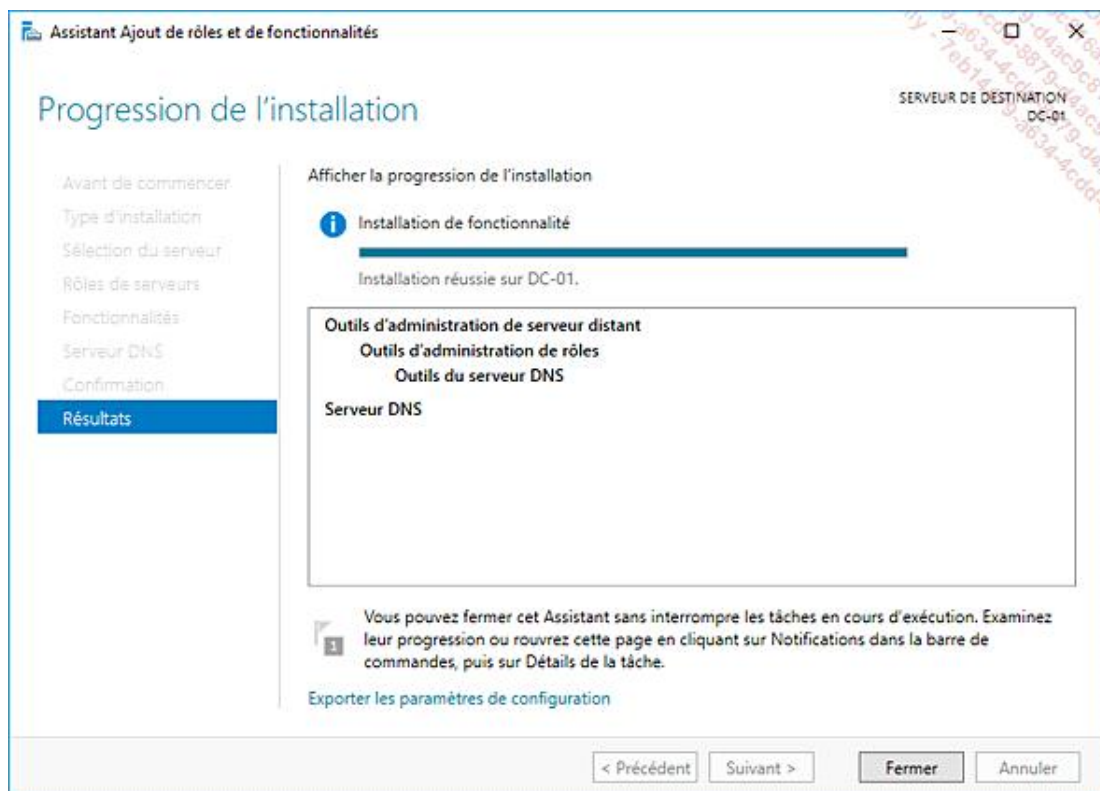 Assistant Ajout de rôles et de fonctionnalités
Progression de l'installation
SERVEUR DE DESTINATION
DC-01
Avant de commencer
Type d'installation
Sélection du serveur
Rôles de serveurs
Fonctionnalités
Serveur DNS
Confirmation
Résultats
Afficher la progression de l'installation
Installation de fonctionnalité
Installation réussie sur DC-01.
Outils d'administration de serveur distant
Outils d'administration de rôles
Outils du serveur DNS
Serveur DNS
1
Vous pouvez fermer cet Assistant sans interrompre les tâches en cours d'exécution. Examinez
leur progression ou rouvrez cette page en cliquant sur Notifications dans la barre de
commandes, puis sur Détails de la tâche.
Exporter les paramètres de configuration
< Précédent
Suivant >
Fermer
Annuler